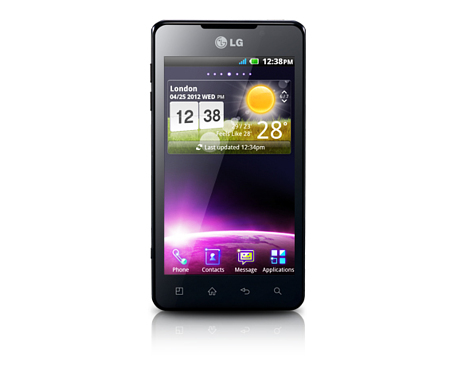 LG
12:38PM
London
04/25 2012 WED PM
12 38
28°
Feels Like 28°
Last updated 12:34pm
Phone Contacts Message Applications